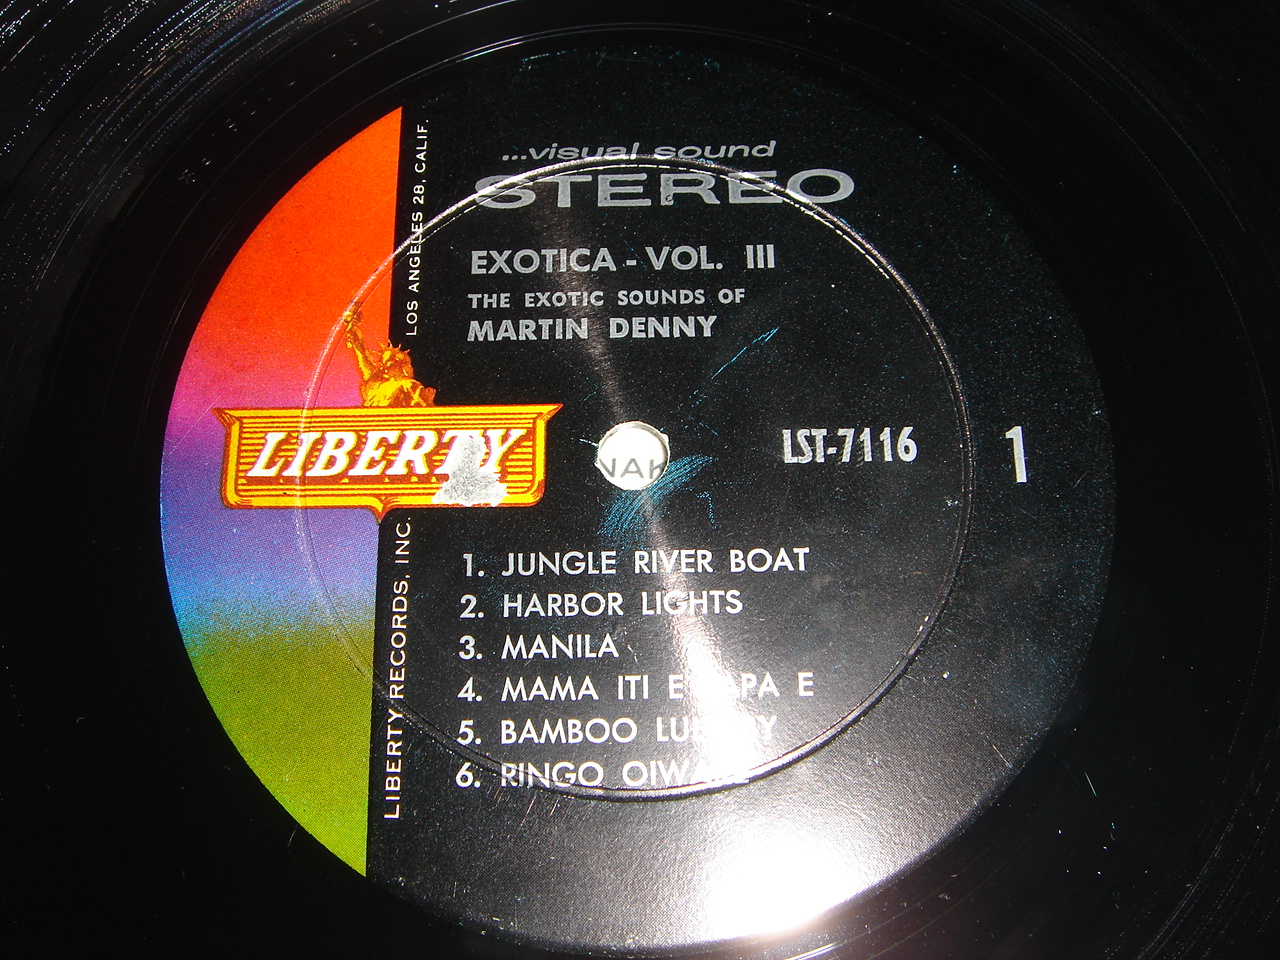 ...visual sound
STEREO
EXOTICA - VOL. III
THE EXOTIC SOUNDS OF
MARTIN DENNY
LIBERTY
LST-7116
1
1. JUNGLE RIVER BOAT
2. HARBOR LIGHTS
3. MANILA
4. MAMA ITI E PA E
5. BAMBOO
6. RINGO
LIBERTY RECORDS, INC.
LOS ANGELES 28, CALIF.